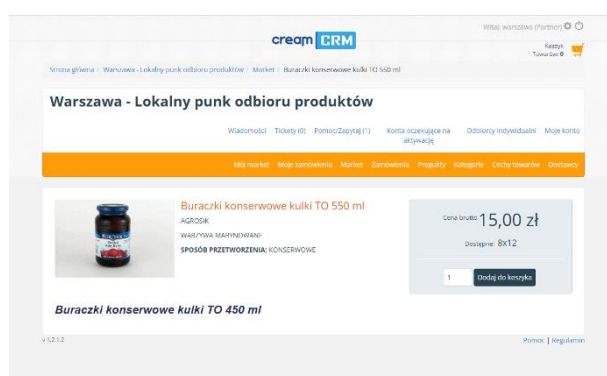 Witaj: warszawa (Partner)
cream CRM
Koszyk
Towarów: 0
Strona główna / Warszawa - Lokalny punk odbioru produktów / Market / Buraczki konserwowe kulki TO 550 ml
Warszawa - Lokalny punk odbioru produktów
Wiadomości Tickety (0) Pomoc/Zapytaj (1) Konta oczekujące na aktywację Odbiorcy indywidualni Moje konto
Mój market Moje zamówienia Market Zamówienia Produkty Kategorie Cechy towarów Dostawcy
Buraczki konserwowe kulki TO 550 ml
AGROSIK
WARZYWA MARYNOWANE
SPOSÓB PRZETWORZENIA: KONSERWOWE
Cena brutto 15,00 zł
Dostępne: 8x12
1 Dodaj do koszyka
Buraczki konserwowe kulki TO 450 ml
v 1.2.1.2
Pomoc | Regulamin